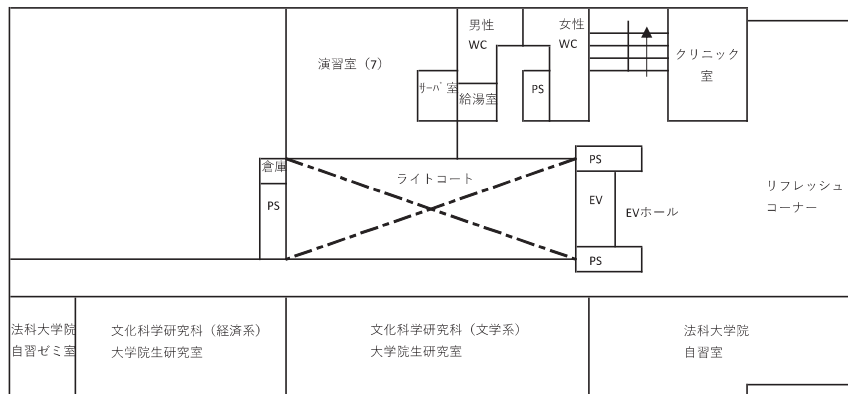 男性
WC
女性
WC
演習室（7）
クリニック
室
ｻｰﾊﾞ室
給湯室
PS
倉庫
PS
ライトコート
PS
EV
EVホール
PS
リフレッシュ
コーナー
法科大学院
自習ゼミ室
文化科学研究科（経済系）
大学院生研究室
文化科学研究科（文学系）
大学院生研究室
法科大学院
自習室